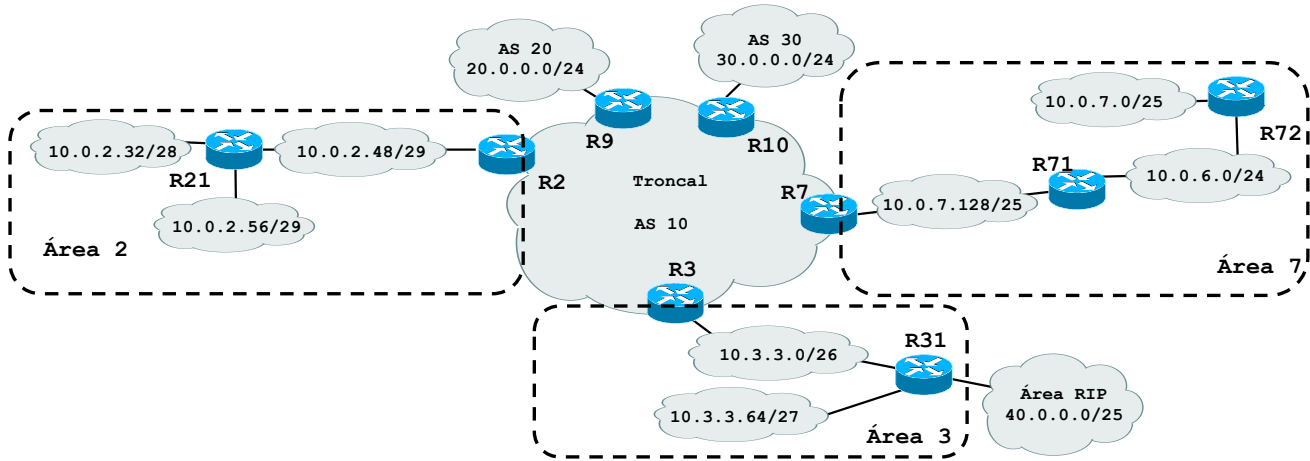 AS 20
20.0.0.0/24
AS 30
30.0.0.0/24
10.0.7.0/25
R72
R9
R10
10.0.2.32/28
10.0.2.48/29
R21
R2
Troncal
R71
10.0.6.0/24
R7
10.0.7.128/25
10.0.2.56/29
AS 10
Área 2
Área 7
R3
R31
10.3.3.0/26
Área RIP
40.0.0.0/25
10.3.3.64/27
Área 3